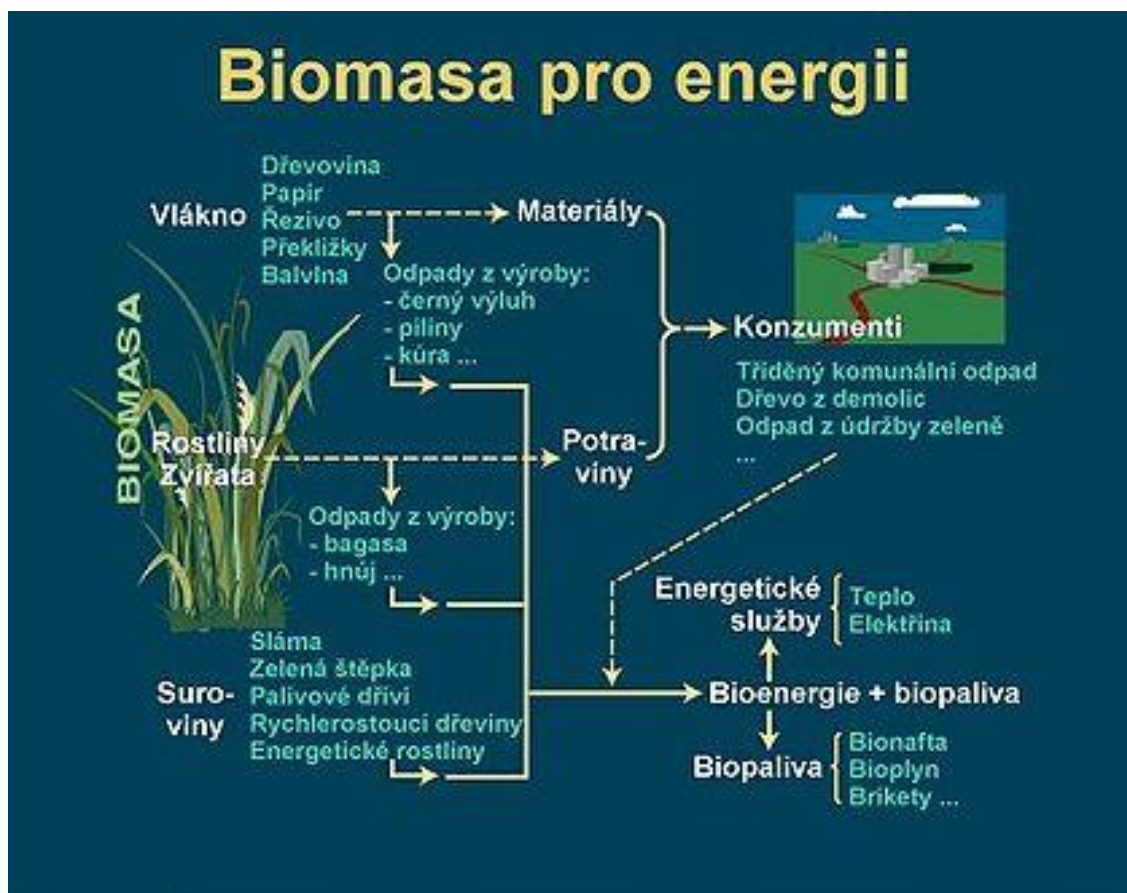 Biomasa pro energii
BIOMASA
Vlákno
Dřevovina
Papír
Řezivo
Překližky
Balvlna
Materiály
Odpady z výroby:
- černý výluh
- piliny
- kůra ...
Konzumenti
Tříděný komunální odpad
Dřevo z demolic
Odpad z údržby zeleně
...
Rostliny
Zvířata
Potra-
viny
Odpady z výroby:
- bagasa
- hnůj ...
Suro-
viny
Sláma
Zelená štěpka
Palivové dříví
Rychlerostoucí dřeviny
Energetické rostliny
Energetické
služby
Teplo
Elektřina
Bioenergie + biopaliva
Biopaliva
Bionafta
Bioplyn
Brikety ...